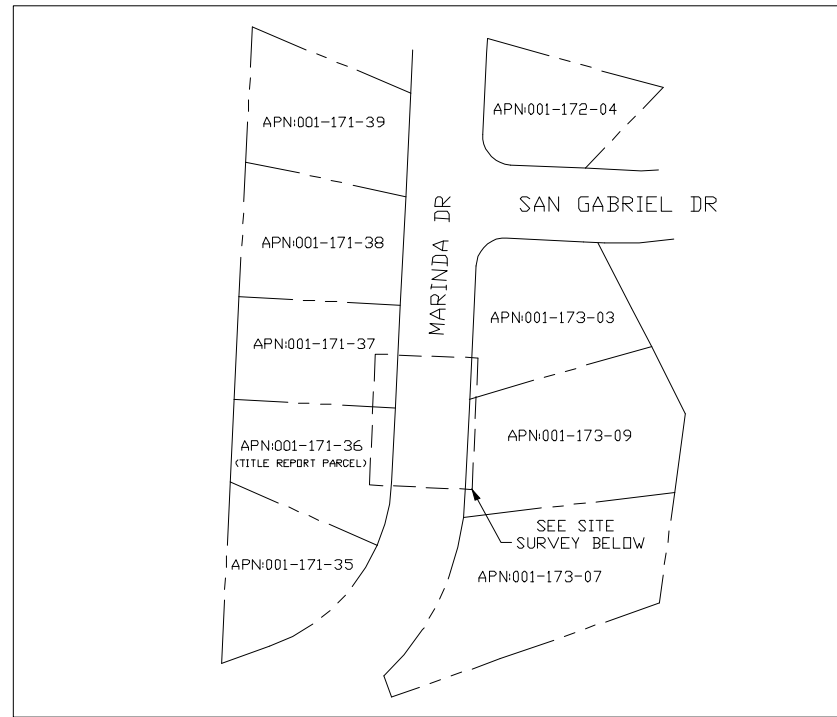 APN:001-171-39
APN:001-172-04
SAN GABRIEL DR
MARINDA DR
APN:001-171-38
APN:001-173-03
APN:001-171-37
APN:001-173-09
APN:001-171-36
(TITLE REPORT PARCEL)
SEE SITE
SURVEY BELOW
APN:001-171-35
APN:001-173-07